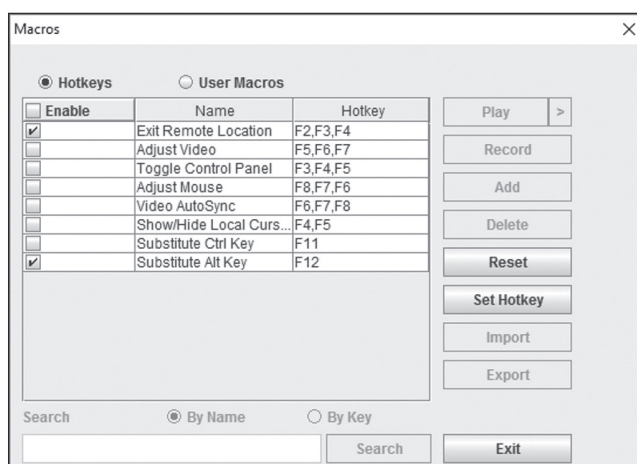 Macros
Hotkeys User Macros
Enable Name Hotkey
Exit Remote Location F2,F3,F4
Adjust Video F5,F6,F7
Toggle Control Panel F3,F4,F5
Adjust Mouse F8,F7,F6
Video AutoSync F6,F7,F8
Show/Hide Local Curs... F4,F5
Substitute Ctrl Key F11
Substitute Alt Key F12
Play >
Record
Add
Delete
Reset
Set Hotkey
Import
Export
Search By Name By Key
Search Exit